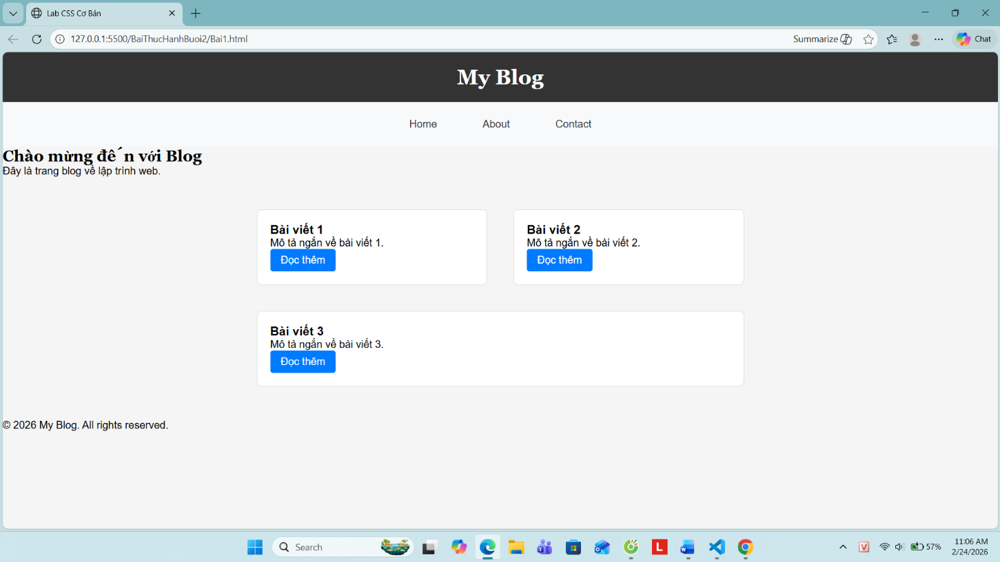 Lab CSS Cơ Bản
127.0.0.1:5500/BaiThucHanhBuoi2/Bai1.html
Summarize
Chat
My Blog
Home About Contact
Chào mừng đến với Blog
Đây là trang blog về lập trình web.
Bài viết 1
Mô tả ngắn về bài viết 1.
Đọc thêm
Bài viết 2
Mô tả ngắn về bài viết 2.
Đọc thêm
Bài viết 3
Mô tả ngắn về bài viết 3.
Đọc thêm
© 2026 My Blog. All rights reserved.
Search
L
V
57%
11:06 AM
2/24/2026